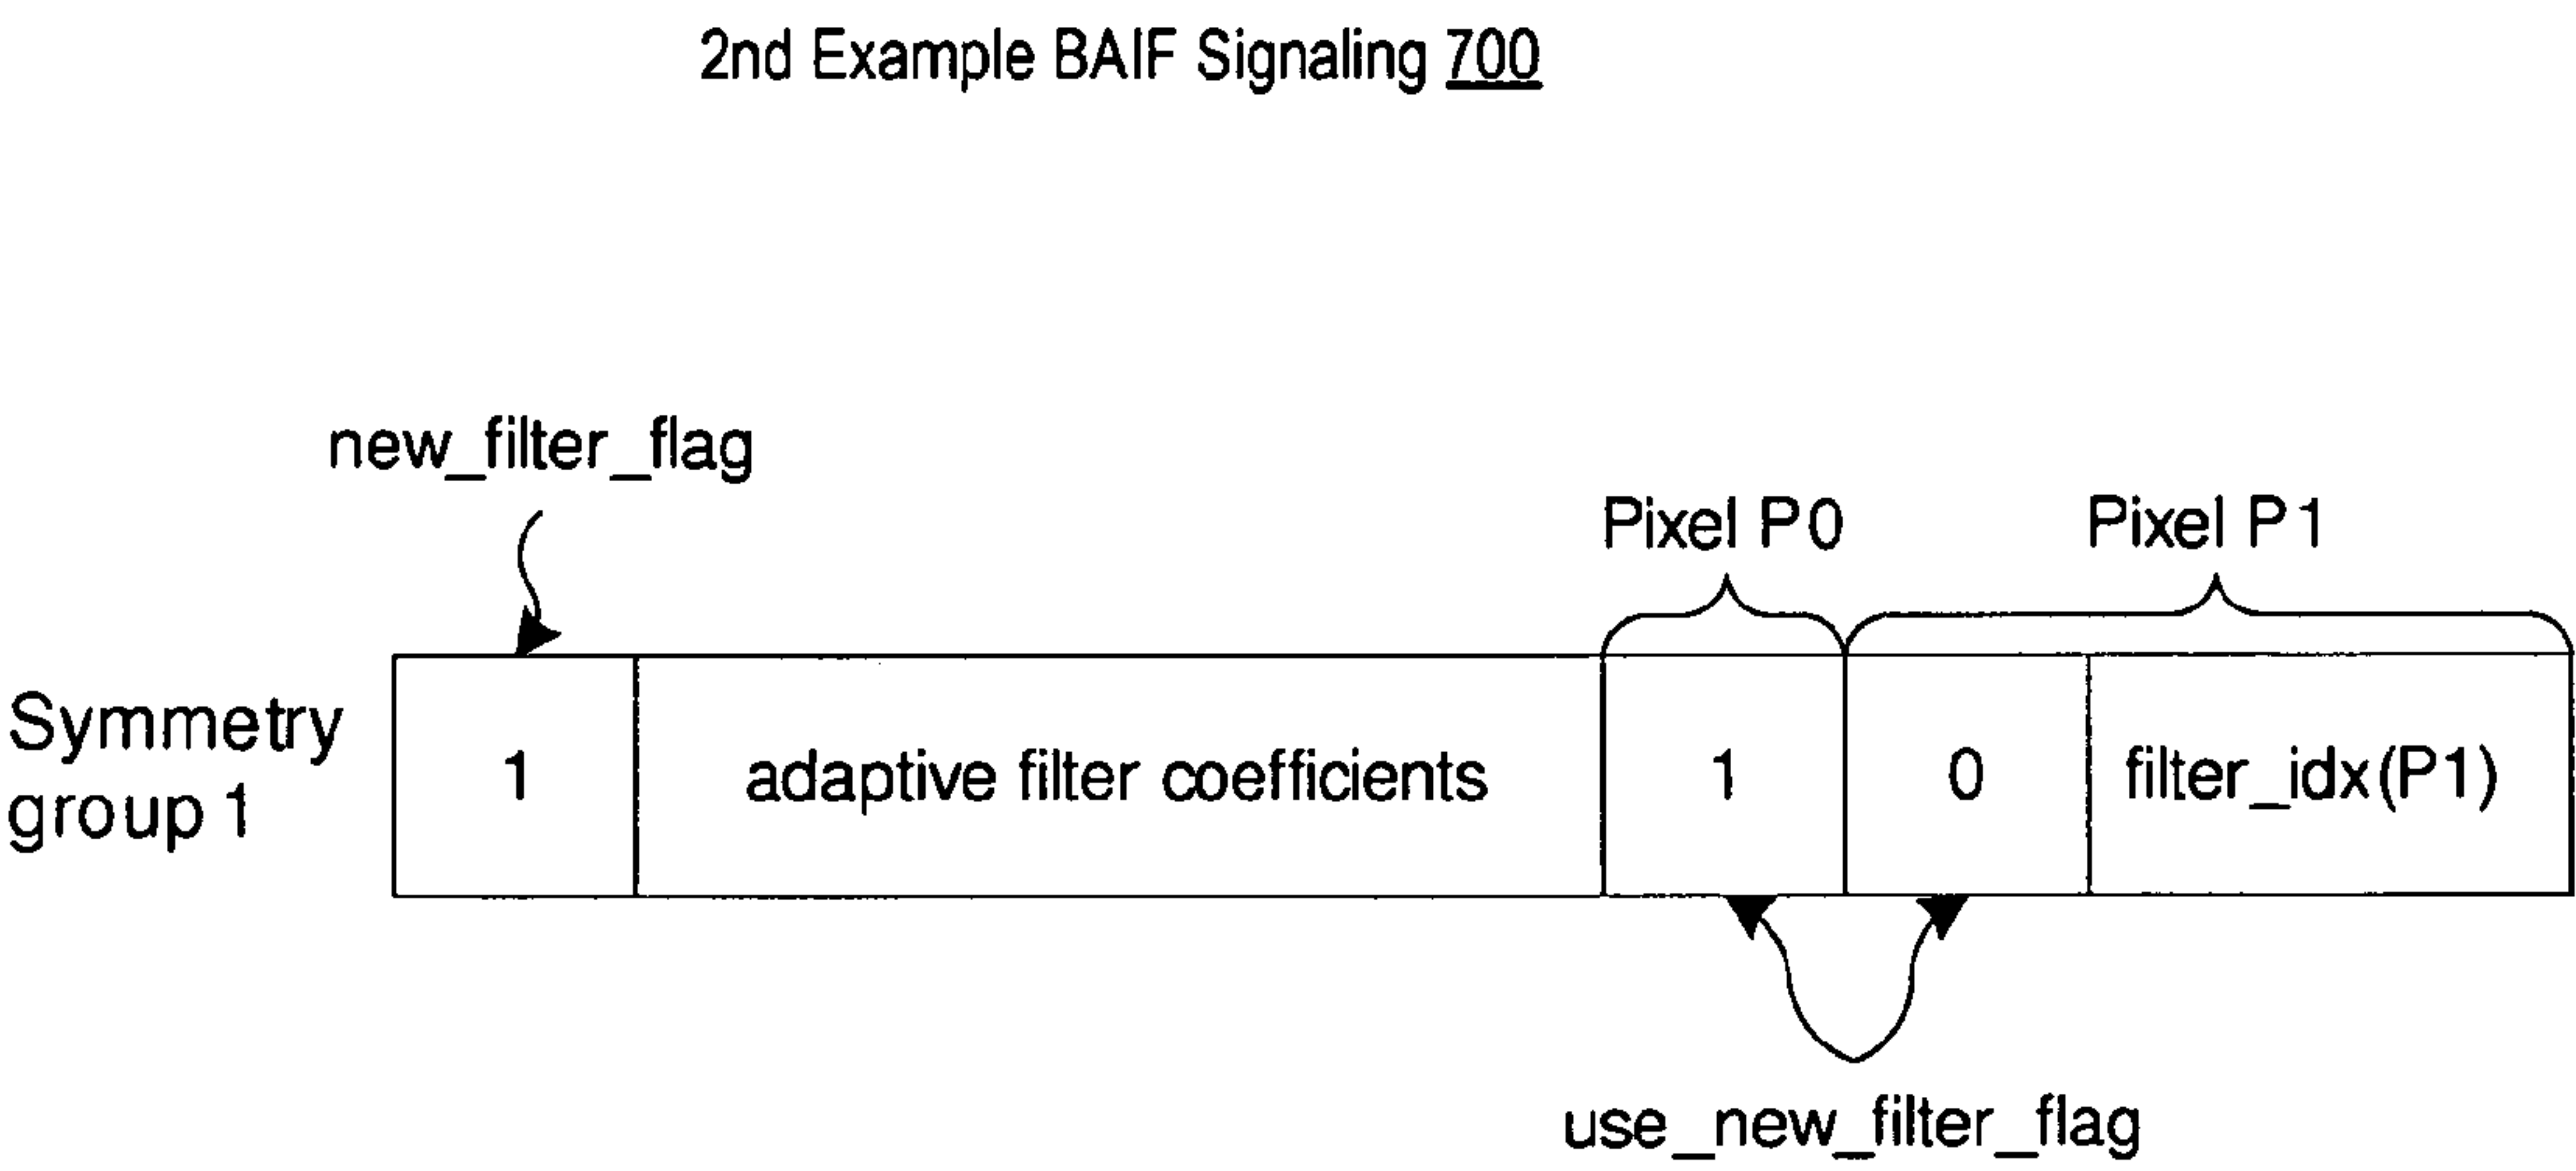 2nd Example BAIF Signaling 700
new_filter_flag
Pixel P0
Pixel P1
Symmetry
group 1
1
adaptive filter coefficients
1
0
filter_idx(P1)
use_new_filter_flag